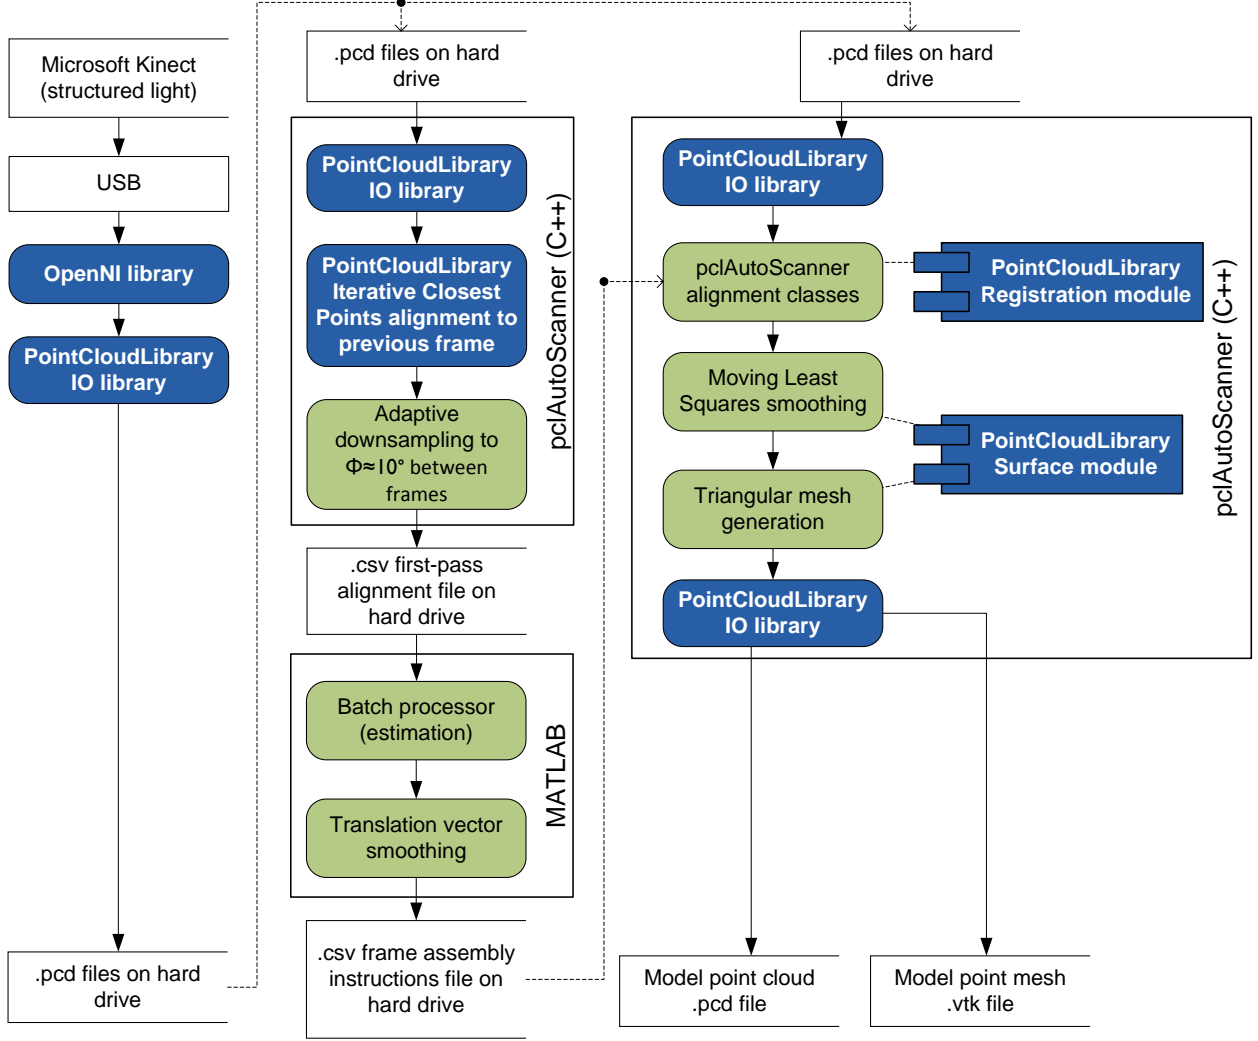 Microsoft Kinect
(structured light)
USB
OpenNI library
PointCloudLibrary
IO library
.pcd files on hard
drive
.pcd files on hard
drive
PointCloudLibrary
IO library
PointCloudLibrary
Iterative Closest
Points alignment to
previous frame
Adaptive
downsampling to
Φ≈10° between
frames
pclAutoScanner (C++)
.csv first-pass
alignment file on
hard drive
Batch processor
(estimation)
Translation vector
smoothing
MATLAB
.csv frame assembly
instructions file on
hard drive
.pcd files on hard
drive
PointCloudLibrary
IO library
pclAutoScanner
alignment classes
PointCloudLibrary
Registration module
Moving Least
Squares smoothing
PointCloudLibrary
Surface module
Triangular mesh
generation
PointCloudLibrary
IO library
pclAutoScanner (C++)
Model point cloud
.pcd file
Model point mesh
.vtk file